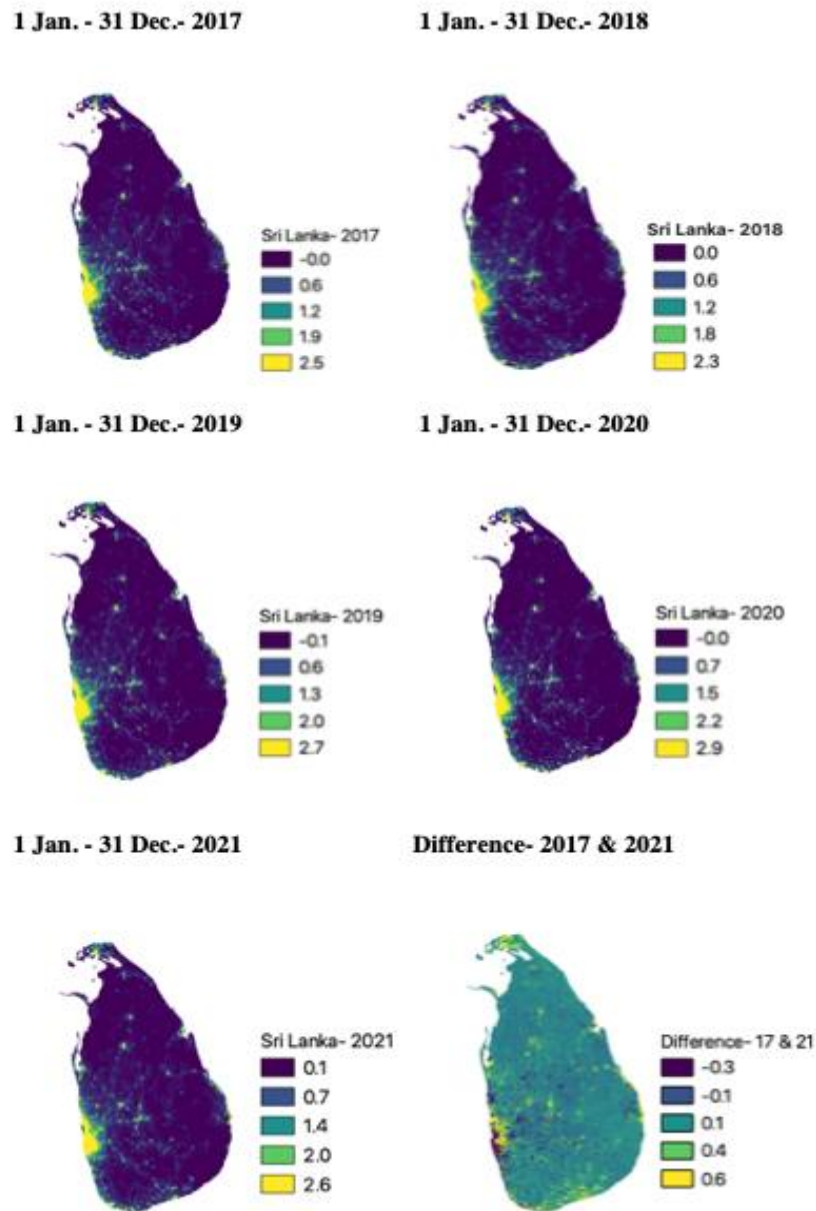 1 Jan. - 31 Dec.- 2017
1 Jan. - 31 Dec.- 2018
Sri Lanka- 2017
-0.0
0.6
1.2
1.9
2.5
Sri Lanka- 2018
0.0
0.6
1.2
1.8
2.3
1 Jan. - 31 Dec.- 2019
1 Jan. - 31 Dec.- 2020
Sri Lanka- 2019
-0.1
0.6
1.3
2.0
2.7
Sri Lanka- 2020
-0.0
0.7
1.5
2.2
2.9
1 Jan. - 31 Dec.- 2021
Difference- 2017 & 2021
Sri Lanka- 2021
0.1
0.7
1.4
2.0
2.6
Difference- 17 & 21
-0.3
-0.1
0.1
0.4
0.6